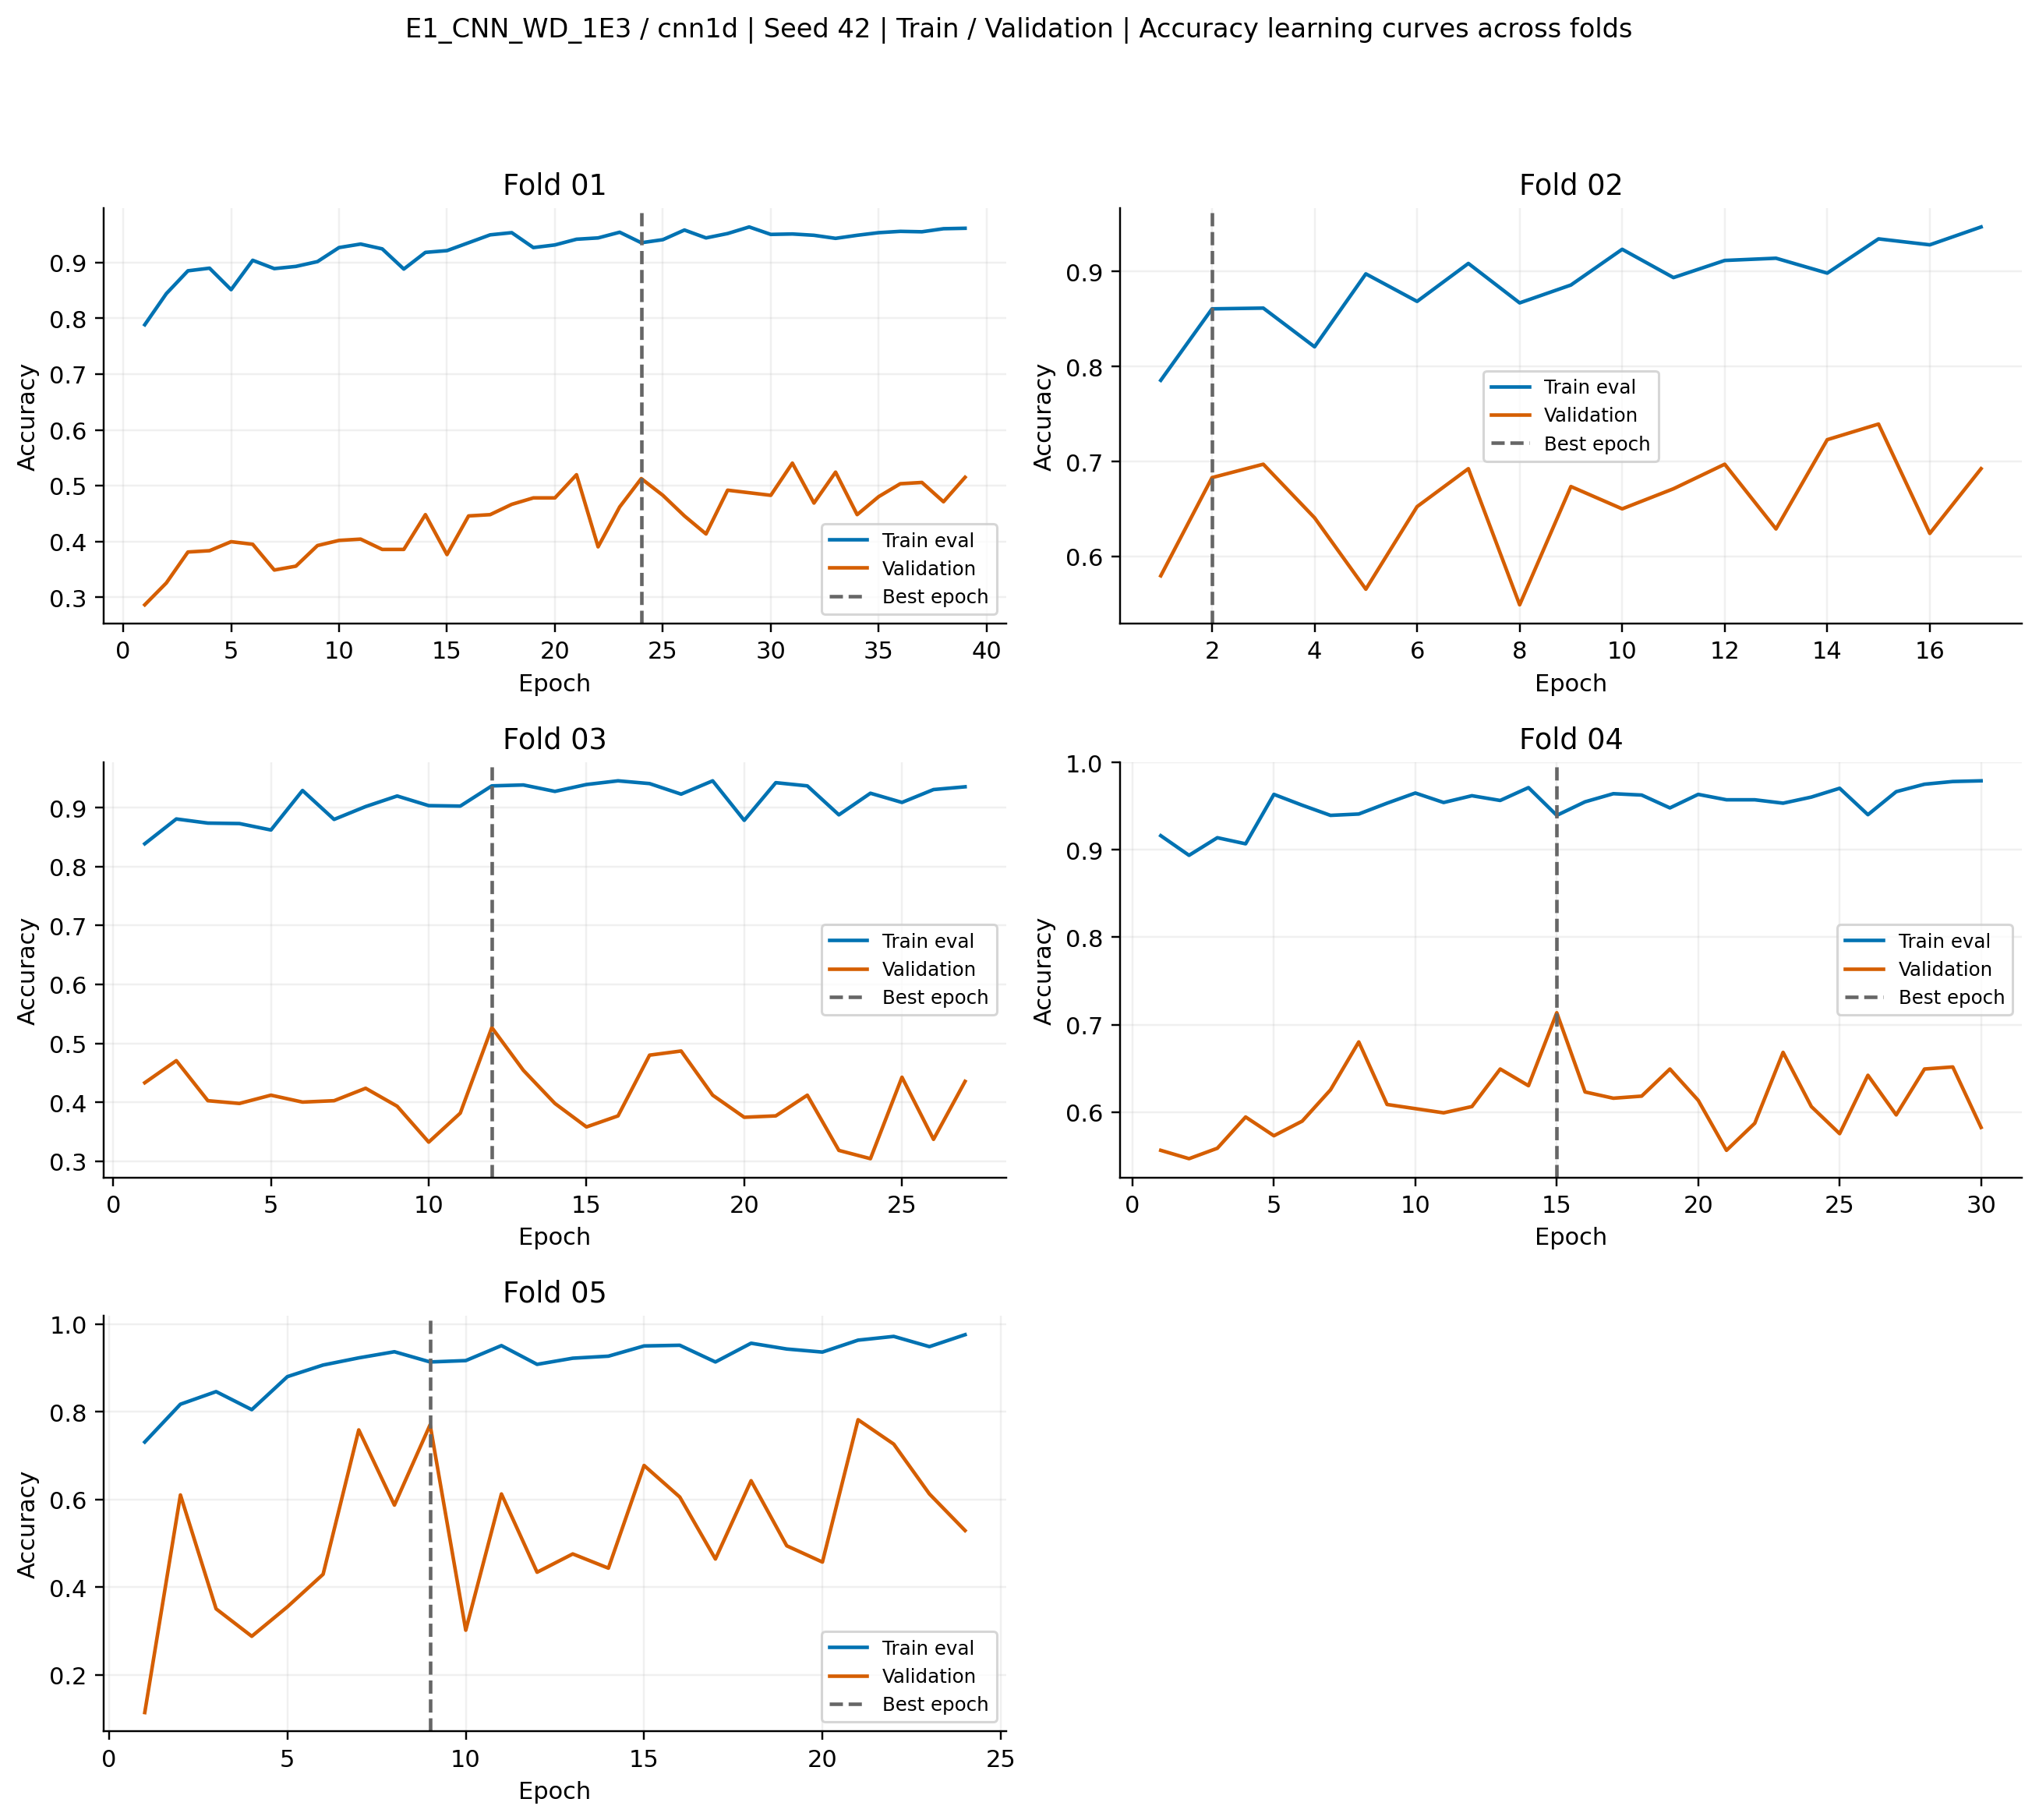 E1_CNN_WD_1E3 / cnn1d | Seed 42 | Train / Validation | Accuracy learning curves across folds
Fold 01
Accuracy
0.9
0.8
0.7
0.6
0.5
0.4
0.3
Train eval
Validation
Best epoch
0 5 10 15 20 25 30 35 40
Epoch
Fold 02
Accuracy
0.9
0.8
0.7
0.6
Train eval
Validation
Best epoch
2 4 6 8 10 12 14 16
Epoch
Fold 03
Accuracy
0.9
0.8
0.7
0.6
0.5
0.4
0.3
Train eval
Validation
Best epoch
0 5 10 15 20 25
Epoch
Fold 04
Accuracy
1.0
0.9
0.8
0.7
0.6
Train eval
Validation
Best epoch
0 5 10 15 20 25 30
Epoch
Fold 05
Accuracy
1.0
0.8
0.6
0.4
0.2
Train eval
Validation
Best epoch
0 5 10 15 20 25
Epoch